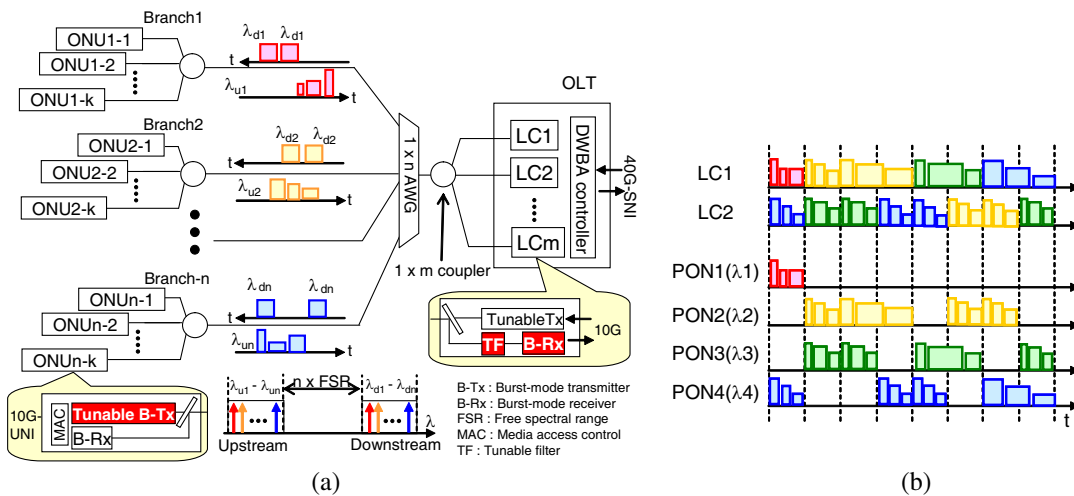 Branch1
ONU1-1
ONU1-2
ONU1-k
λd1 λd1
t
λu1
t
Branch2
ONU2-1
ONU2-2
ONU2-k
λd2 λd2
t
λu2
t
Branch-n
ONUn-1
ONUn-2
ONUn-k
λdn λdn
t
λun
t
1 x n AWG
1 x m coupler
OLT
LC1
LC2
LCm
DWBA controller
40G-SNI
TunableTx
TF
B-Rx
10G
10G-
UNI
MAC
Tunable B-Tx
B-Rx
λu1 - λun
n x FSR
λd1 - λdn
λ
Upstream
Downstream
B-Tx : Burst-mode transmitter
B-Rx : Burst-mode receiver
FSR : Free spectral range
MAC : Media access control
TF : Tunable filter
(a)
LC1
LC2
PON1(λ1)
PON2(λ2)
PON3(λ3)
PON4(λ4)
t
(b)